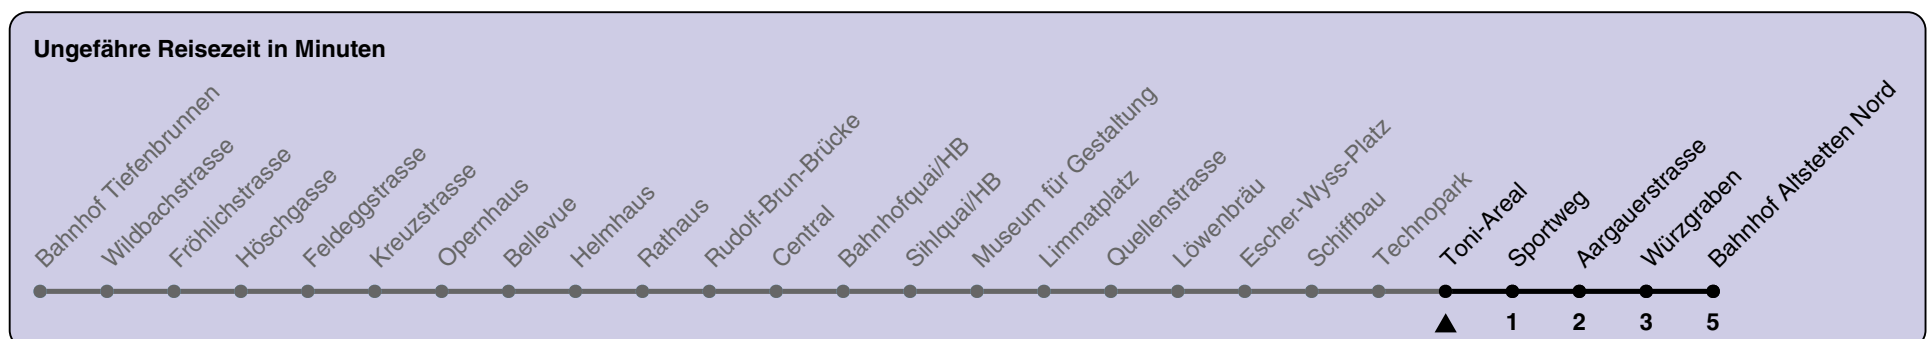 Ungefähre Reisezeit in Minuten
Bahnhof Tiefenbrunnen
Wildbachstrasse
Fröhlichstrasse
Höschgasse
Feldeggstrasse
Kreuzstrasse
Opernhaus
Bellevue
Helmhaus
Rathaus
Rudolf-Brun-Brücke
Central
Bahnhofquai/HB
Sihlquai/HB
Museum für Gestaltung
Limmatplatz
Quellenstrasse
Löwenbräu
Escher-Wyss-Platz
Schiffbau
Technopark
Toni-Areal
Sportweg
Aargauerstrasse
Würzgraben
Bahnhof Altstetten Nord
1 2 3 5